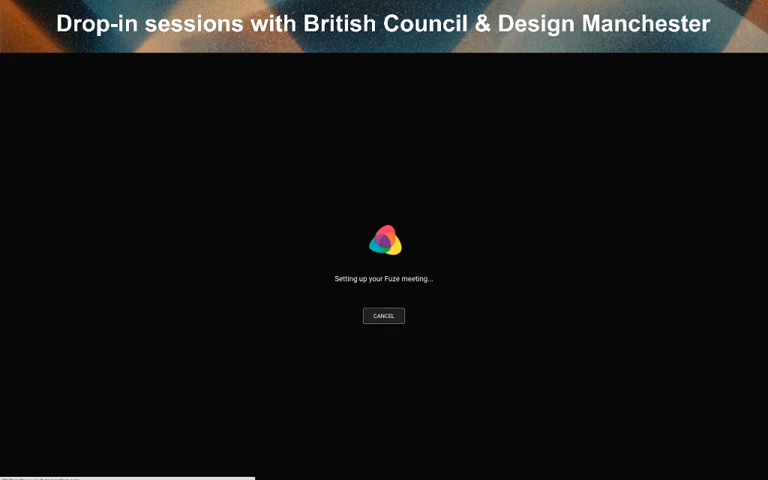 Drop-in sessions with British Council & Design Manchester
Setting up your Fuze meeting...
CANCEL